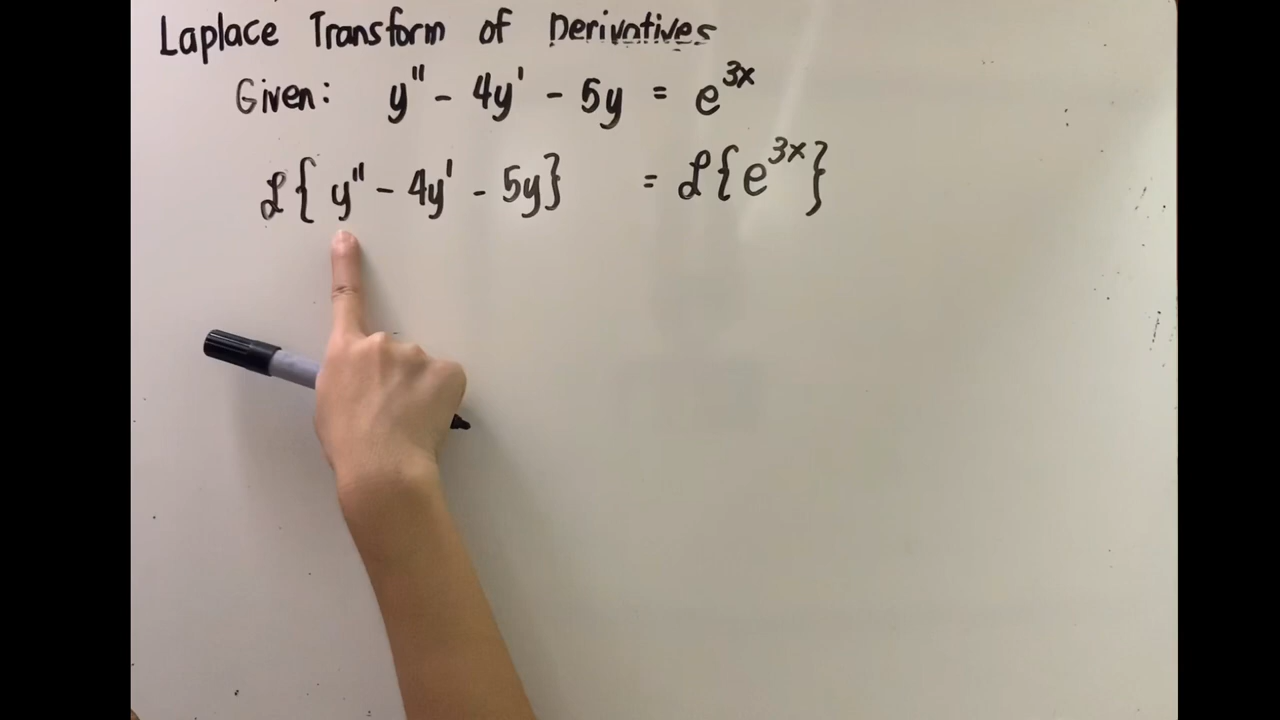 Laplace Transform of Derivatives
Given: y" - 4y' - 5y = e^3x
ℒ{ y" - 4y' - 5y} = ℒ{e^3x}